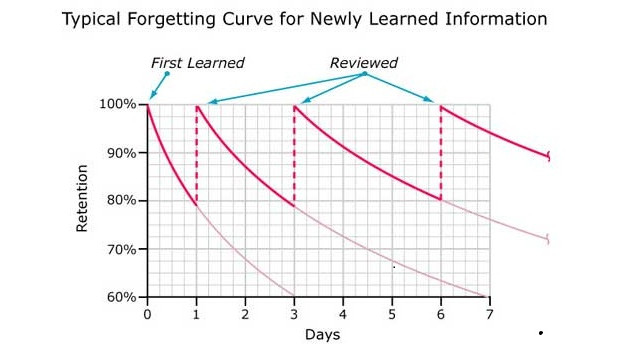 Typical Forgetting Curve for Newly Learned Information
First Learned
Reviewed
100%
90%
80%
70%
60%
Retention
0 1 2 3 4 5 6 7
Days